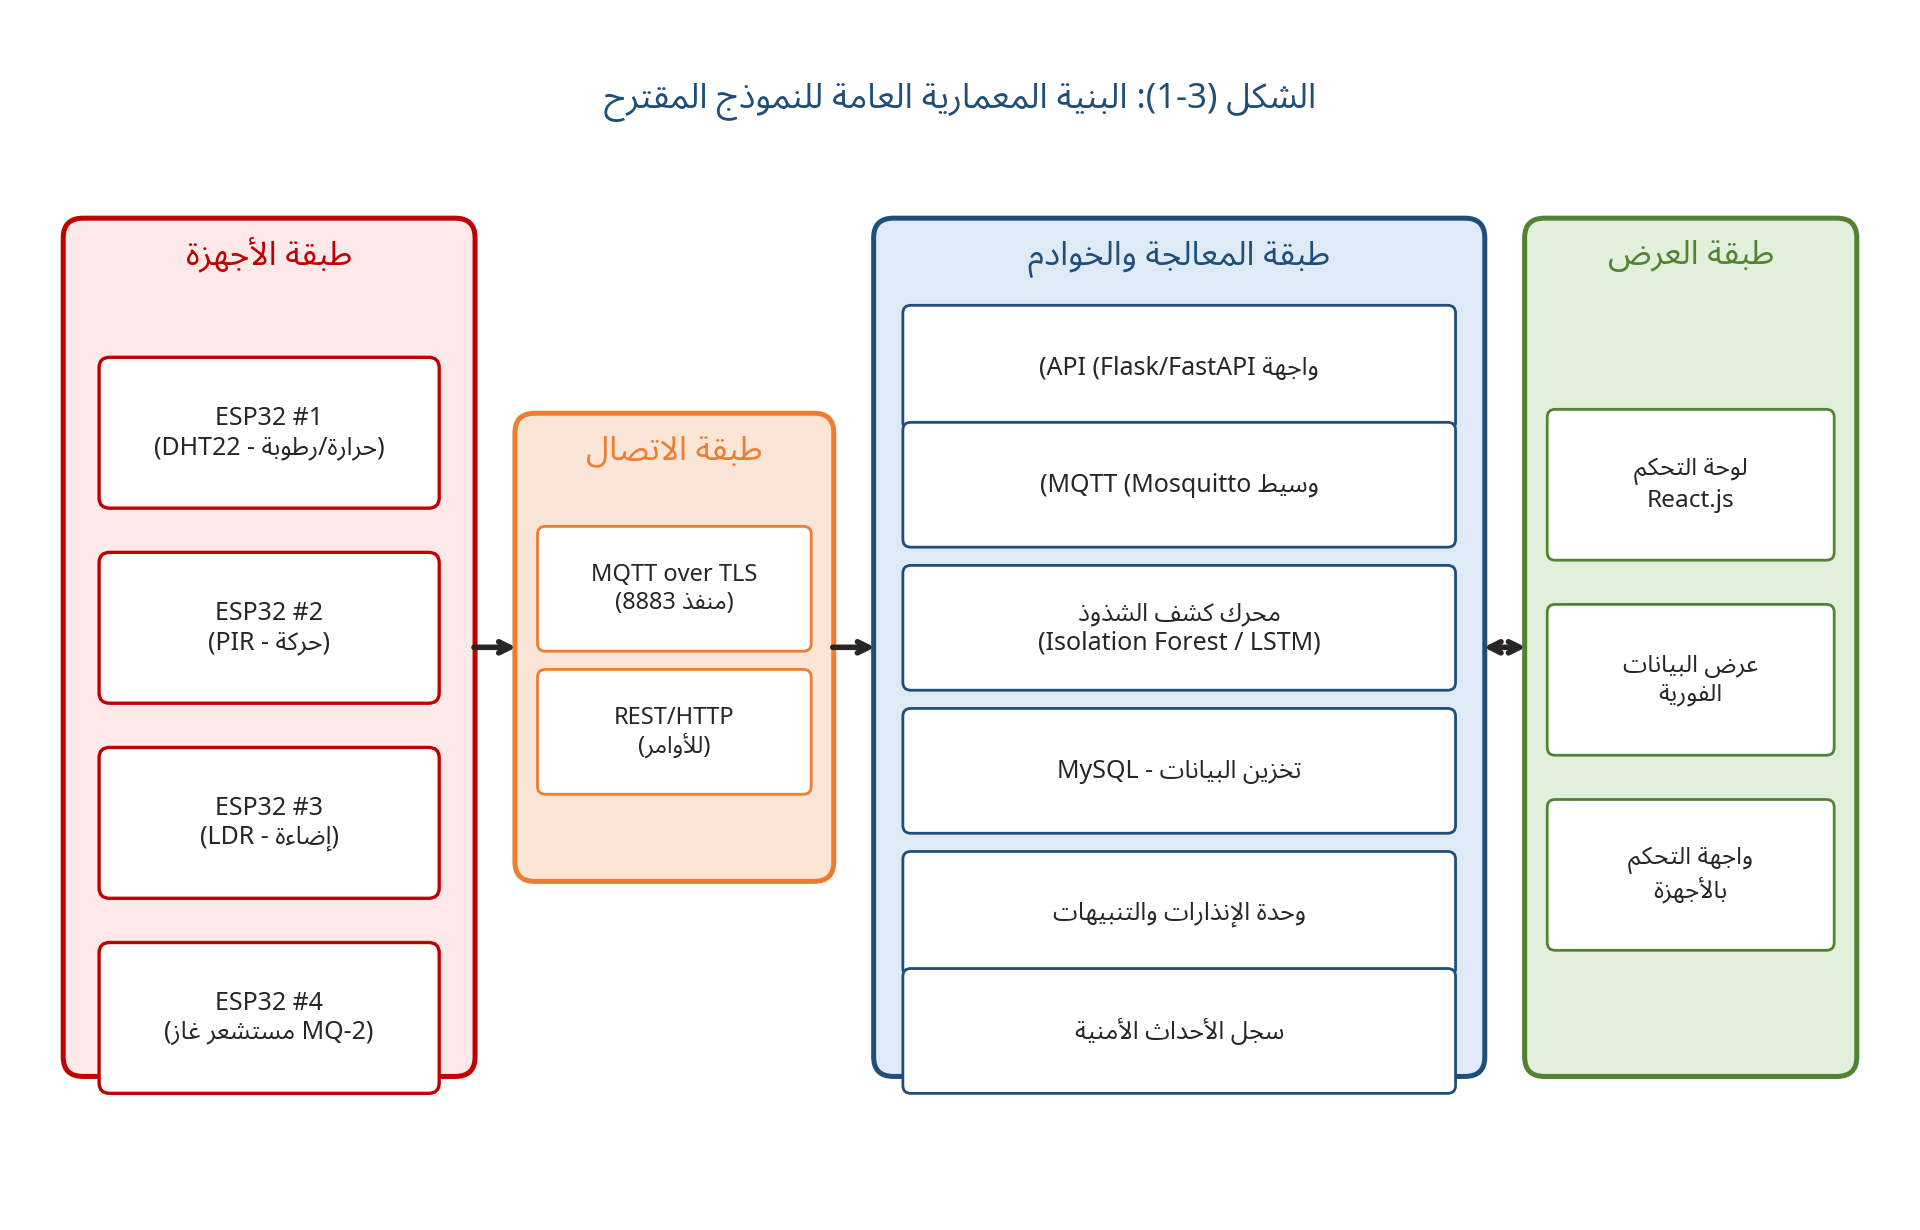 الشكل (3-1): البنية المعمارية العامة للنموذج المقترح
طبقة الأجهزة
ESP32 #1
(DHT22 - حرارة/رطوبة)
ESP32 #2
(PIR - حركة)
ESP32 #3
(LDR - إضاءة)
ESP32 #4
(MQ-2 مستشعر غاز)
طبقة الاتصال
MQTT over TLS
(منفذ 8883)
REST/HTTP
(للأوامر)
طبقة المعالجة والخوادم
واجهة API (Flask/FastAPI)
وسيط MQTT (Mosquitto)
محرك كشف الشذوذ
(Isolation Forest / LSTM)
MySQL - تخزين البيانات
وحدة الإنذارات والتنبيهات
سجل الأحداث الأمنية
طبقة العرض
لوحة التحكم
React.js
عرض البيانات
الفورية
واجهة التحكم
بالأجهزة